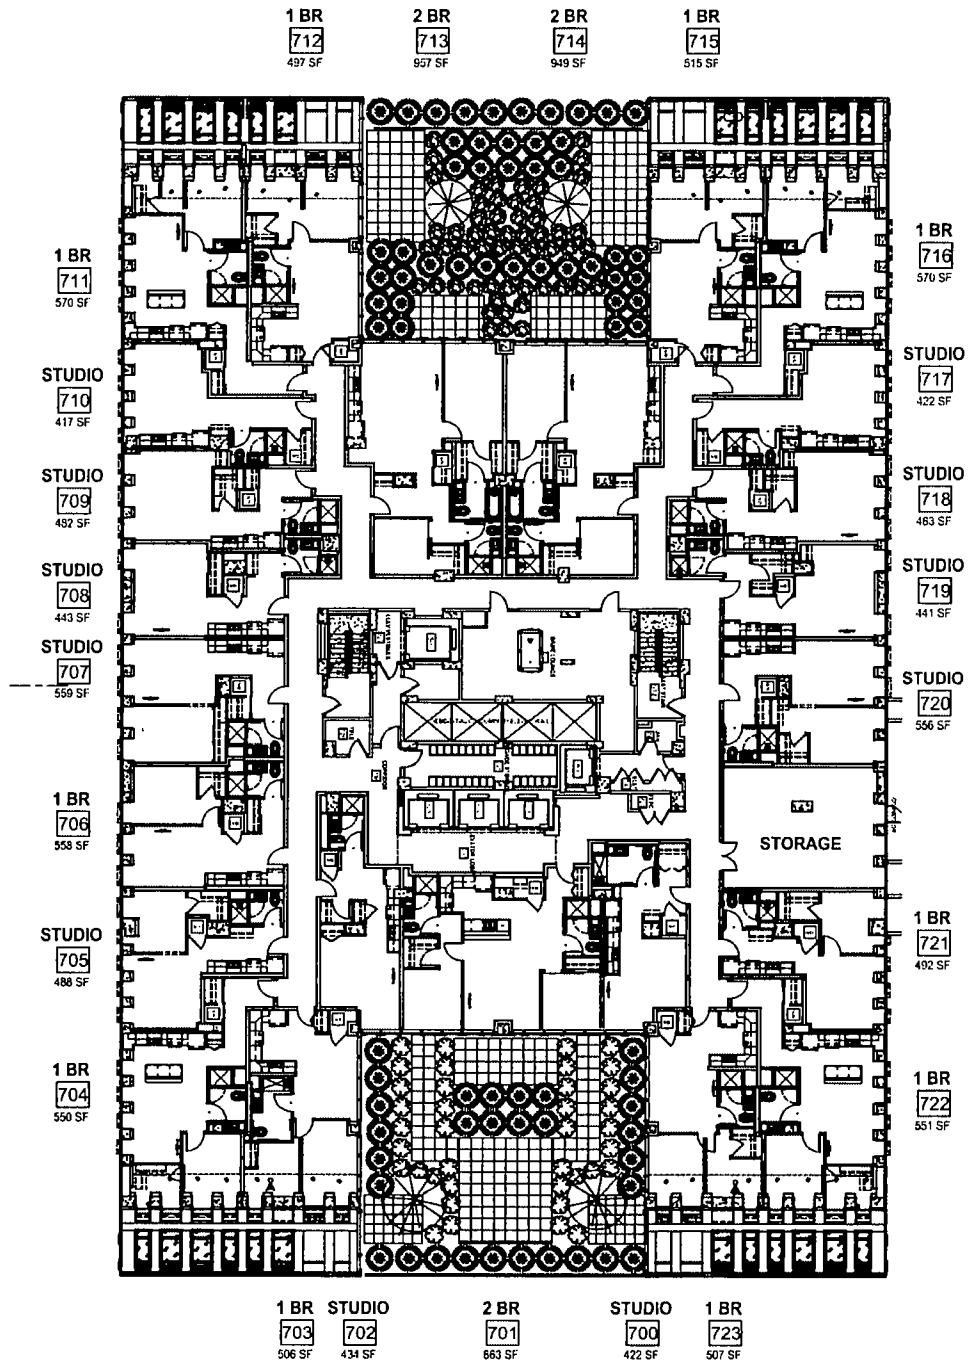 1 BR
712
497 SF
2 BR
713
957 SF
2 BR
714
949 SF
1 BR
715
515 SF
1 BR
711
570 SF
1 BR
716
570 SF
STUDIO
710
417 SF
STUDIO
717
422 SF
STUDIO
709
482 SF
STUDIO
718
463 SF
STUDIO
708
443 SF
STUDIO
719
441 SF
STUDIO
707
559 SF
STUDIO
720
556 SF
1 BR
706
558 SF
STORAGE
CORRIDOR
STUDIO
705
488 SF
1 BR
721
492 SF
1 BR
704
550 SF
1 BR
722
551 SF
1 BR
703
506 SF
STUDIO
702
434 SF
2 BR
701
863 SF
STUDIO
700
422 SF
1 BR
723
507 SF